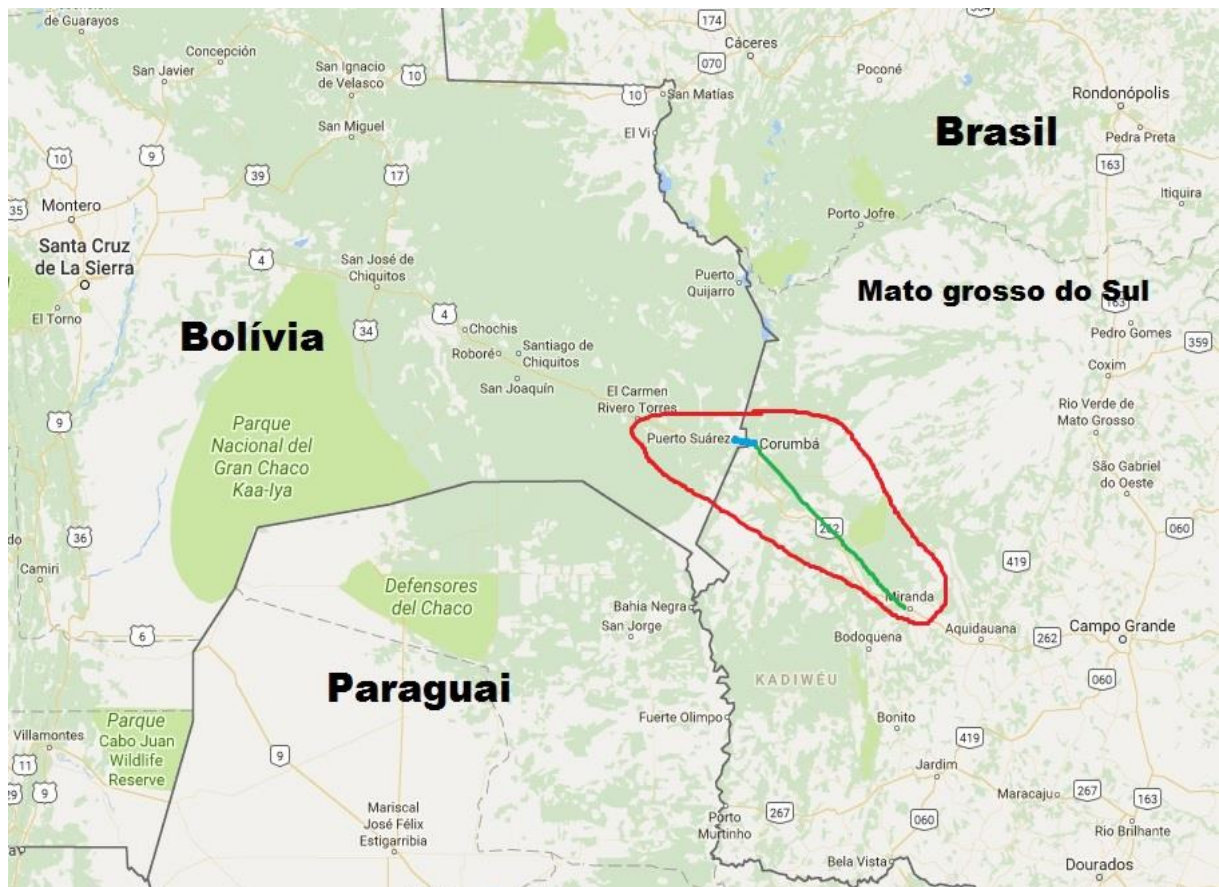 ción
de Guarayos
Concepción
San Javier
San Ignacio
de Velasco
10
San Miguel
174
Cáceres
070
Poconé
10
San Matías
El Vi
Brasil
Rondonópolis
Pedra Preta
163
Itiquira
10
9
39
17
Montero
35
Santa Cruz
de La Sierra
4
San José de
Chiquitos
El Torno
Porto Jofre
Puerto
Quijarro
Mato grosso do Sul
163
Pedro Gomes
359
Coxim
Bolívia
34
4
Chochis
Roboré
Santiago de
Chiquitos
San Joaquín
El Carmen
Rivero Torres
Puerto Suárez
Corumbá
Rio Verde de
Mato Grosso
São Gabriel
do Oeste
9
Parque
Nacional del
Gran Chaco
Kaa-Iya
36
do
Camiri
262
060
419
Miranda
Defensores
del Chaco
Bahia Negra
San Jorge
6
Bodoquena
Aquidauana
262
Campo Grande
KADIWÉU
060
Paraguai
Parque
Cabo Juan
Wildlife
Reserve
Villamontes
11
29
9
9
Fuerte Olimpo
Bonito
419
Jardim
Maracaju
267
163
Mariscal
José Félix
Estigarribia
Porto
Murtinho
267
060
Rio Brilhante
Bela Vista
Dourados